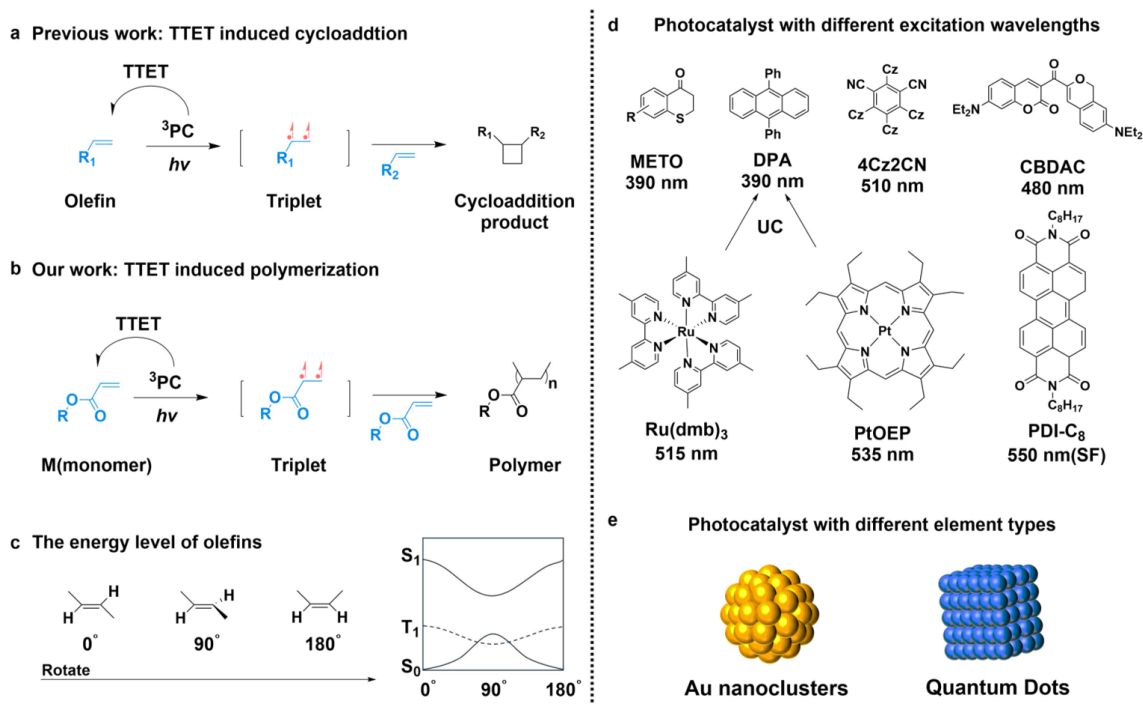 a Previous work: TTET induced cycloaddtion
TTET
³PC
hν
R₁
R₁
R₂
R₁ R₂
Olefin
Triplet
Cycloaddition
product
b Our work: TTET induced polymerization
TTET
³PC
hν
O
R O
O
R O
O
R O
O
R O
n
M(monomer)
Triplet
Polymer
c The energy level of olefins
H H
H H
H H
0°
90°
180°
Rotate
S₁
T₁
S₀
0° 90° 180°
d Photocatalyst with different excitation wavelengths
O
R S
METO
390 nm
Ph
Ph
DPA
390 nm
Cz
NC CN
Cz Cz
Cz
4Cz2CN
510 nm
O
O
Et₂N O O
NEt₂
CBDAC
480 nm
UC
N N
N N
Ru
N N
Ru(dmb)₃
515 nm
N N
Pt
N N
PtOEP
535 nm
C₈H₁₇
O N O
O N O
C₈H₁₇
PDI-C₈
550 nm(SF)
e Photocatalyst with different element types
Au nanoclusters
Quantum Dots